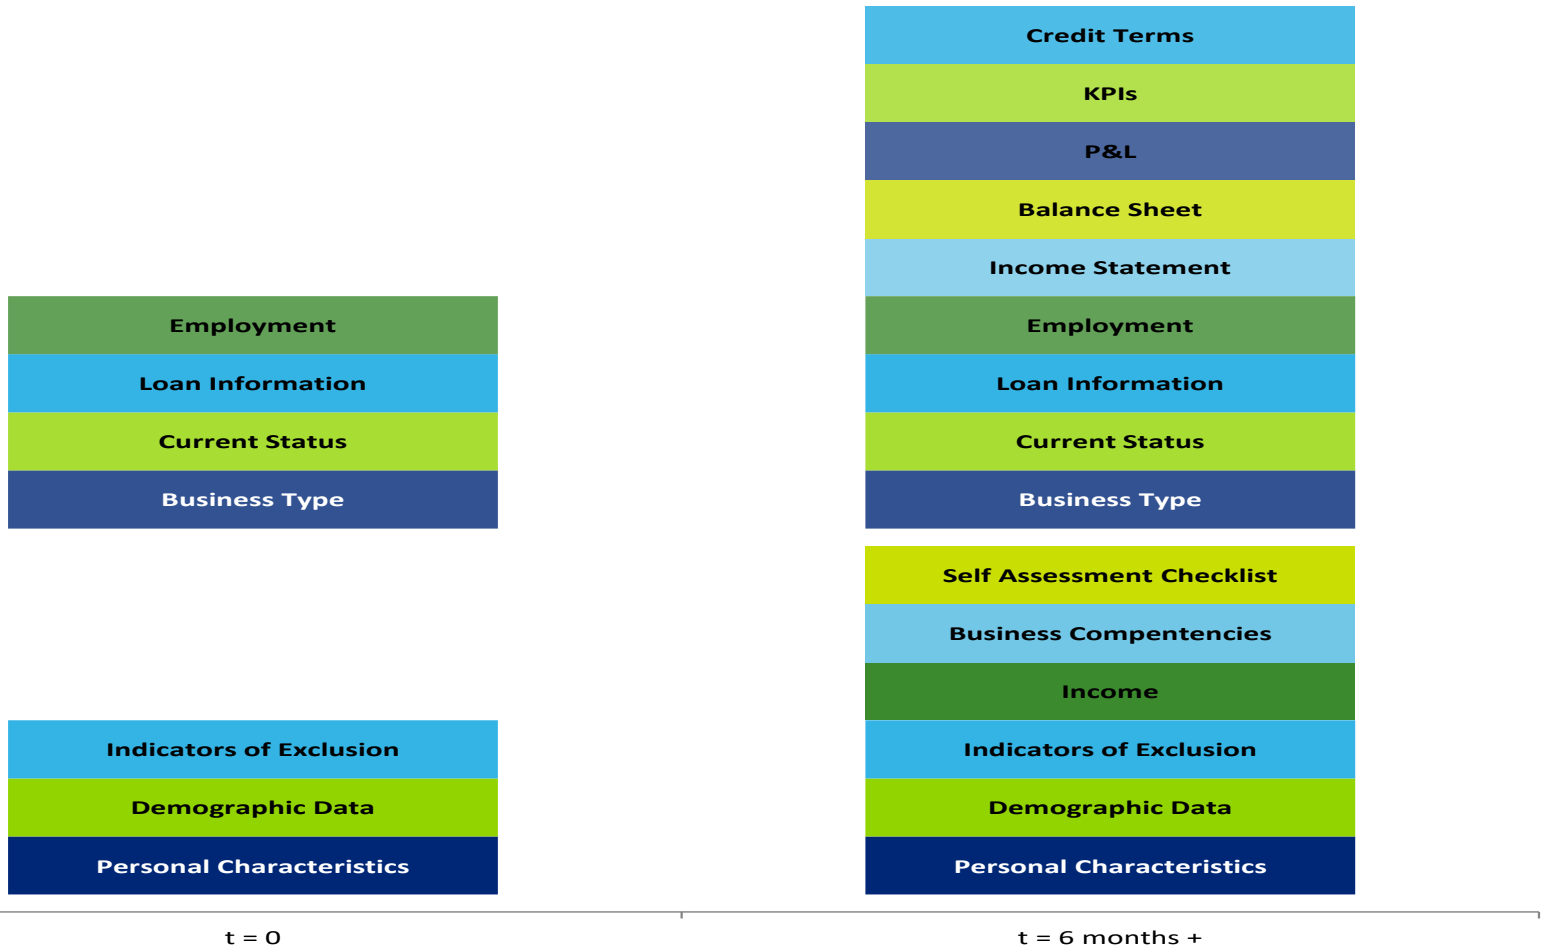 Credit Terms
KPIs
P&L
Balance Sheet
Income Statement
Employment
Employment
Loan Information
Loan Information
Current Status
Current Status
Business Type
Business Type
Self Assessment Checklist
Business Compentencies
Income
Indicators of Exclusion
Indicators of Exclusion
Demographic Data
Demographic Data
Personal Characteristics
Personal Characteristics
t = 0
t = 6 months +